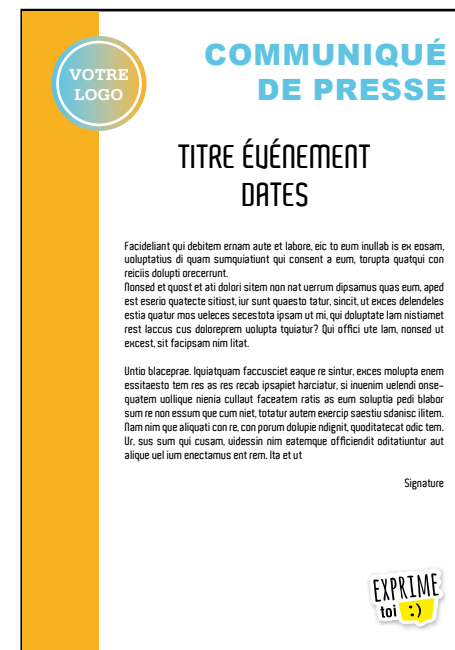 VOTRE
LOGO
COMMUNIQUÉ
DE PRESSE
TITRE ÉVÉNEMENT
DATES
Facideliant qui debitem ernam aute et labore, eic to eum inullab is ex eosam,
voluptatius di quam sumquiatiunt qui consent a eum, torupta quatqui con
reiciis dolupti orecerrunt.
Nonsed et quost et ati dolori sitem non nat verrum dipsamus quas eum, aped
est eserio quatecte sitiost, iur sunt quaesto tatur, sincit, ut exces delendeles
estia quatur mos veleces secestota ipsam ut mi, qui doluptate lam nistiamet
rest laccus cus doloreprem volupta tquiatur? Qui offici ute lam, nonsed ut
excest, sit facipsam nim litat.
Untio blaceprae. Iquiatquam faccusciet eaque re sintur, exces molupta enem
essitaesto tem res as res recab ipsapiet harciatur, si invenim velendi onse-
quatem vollique nienia cullaut faceatem ratis as eum soluptia pedi blabor
sum re non essum que cum niet, totatur autem exercip saestiu sdanisc ilitem.
Nam nim que aliquati con re, con porum dolupie ndignit, quoditatecat odic tem.
Ur, sus sum qui cusam, videssin nim eatemque officiendit oditatiuntur aut
alique vel ium enectamus ent rem. Ita et ut
Signature
EXPRIME
toi :)